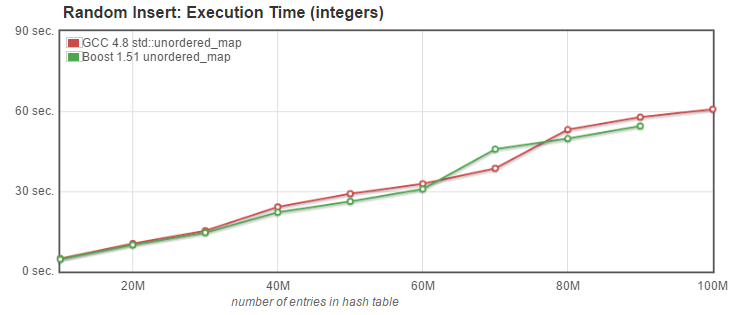 Random Insert: Execution Time (integers)
90 sec.
GCC 4.8 std::unordered_map
Boost 1.51 unordered_map
60 sec.
30 sec.
0 sec.
20M 40M 60M 80M 100M
number of entries in hash table